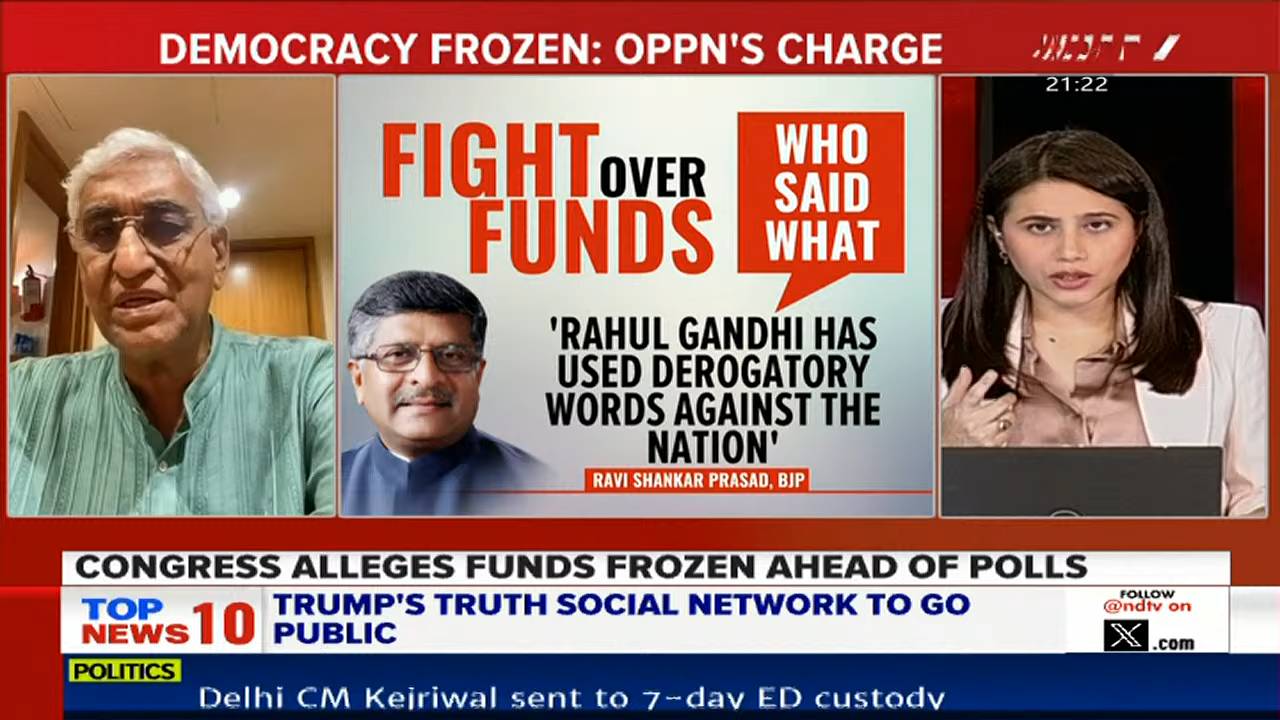 DEMOCRACY FROZEN: OPPN'S CHARGE
21:22
FIGHT OVER
FUNDS
WHO
SAID
WHAT
'RAHUL GANDHI HAS
USED DEROGATORY
WORDS AGAINST THE
NATION'
RAVI SHANKAR PRASAD, BJP
CONGRESS ALLEGES FUNDS FROZEN AHEAD OF POLLS
TOP
NEWS 10
TRUMP'S TRUTH SOCIAL NETWORK TO GO
PUBLIC
FOLLOW
@ndtv on
X.com
POLITICS
Delhi CM Kejriwal sent to 7-day ED custody